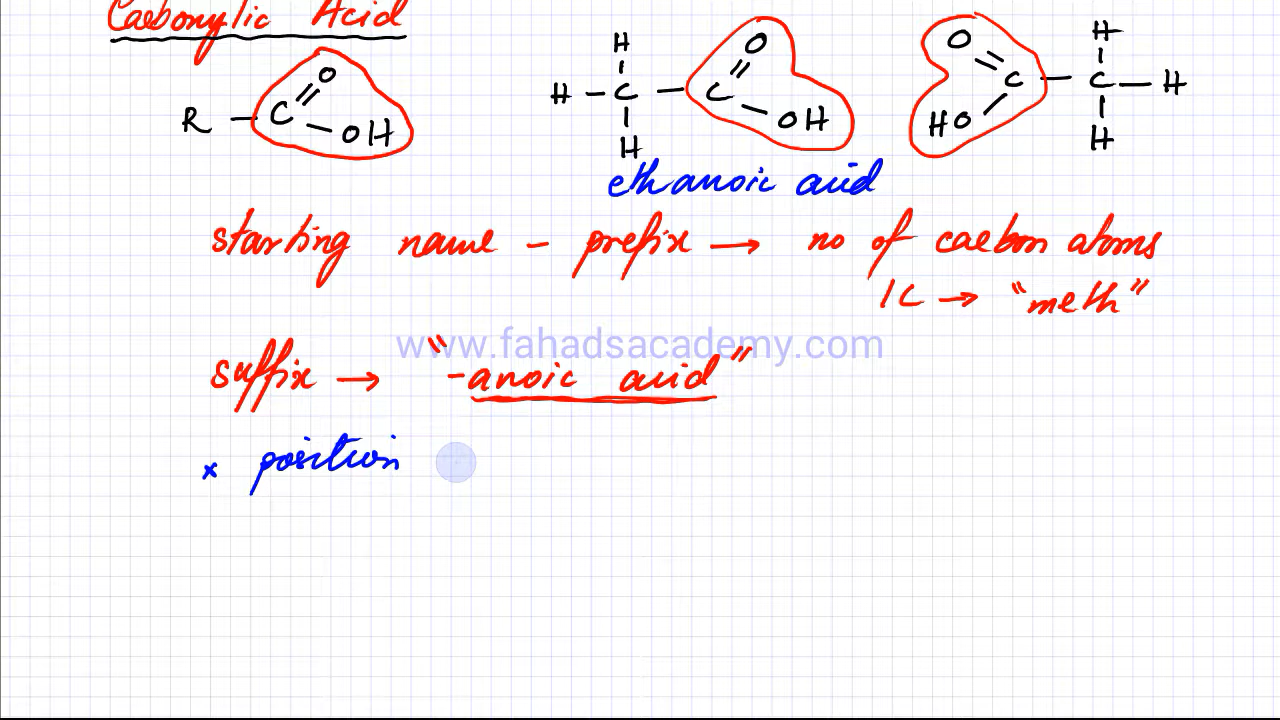 Carboxylic Acid
R - C = O - OH
H H
H - C - C = O - OH
H
O = C - C - H
HO H
ethanoic acid
starting name - prefix → no of carbon atoms
1C → "meth"
www.fahadsacademy.com
suffix → "-anoic acid"
x position